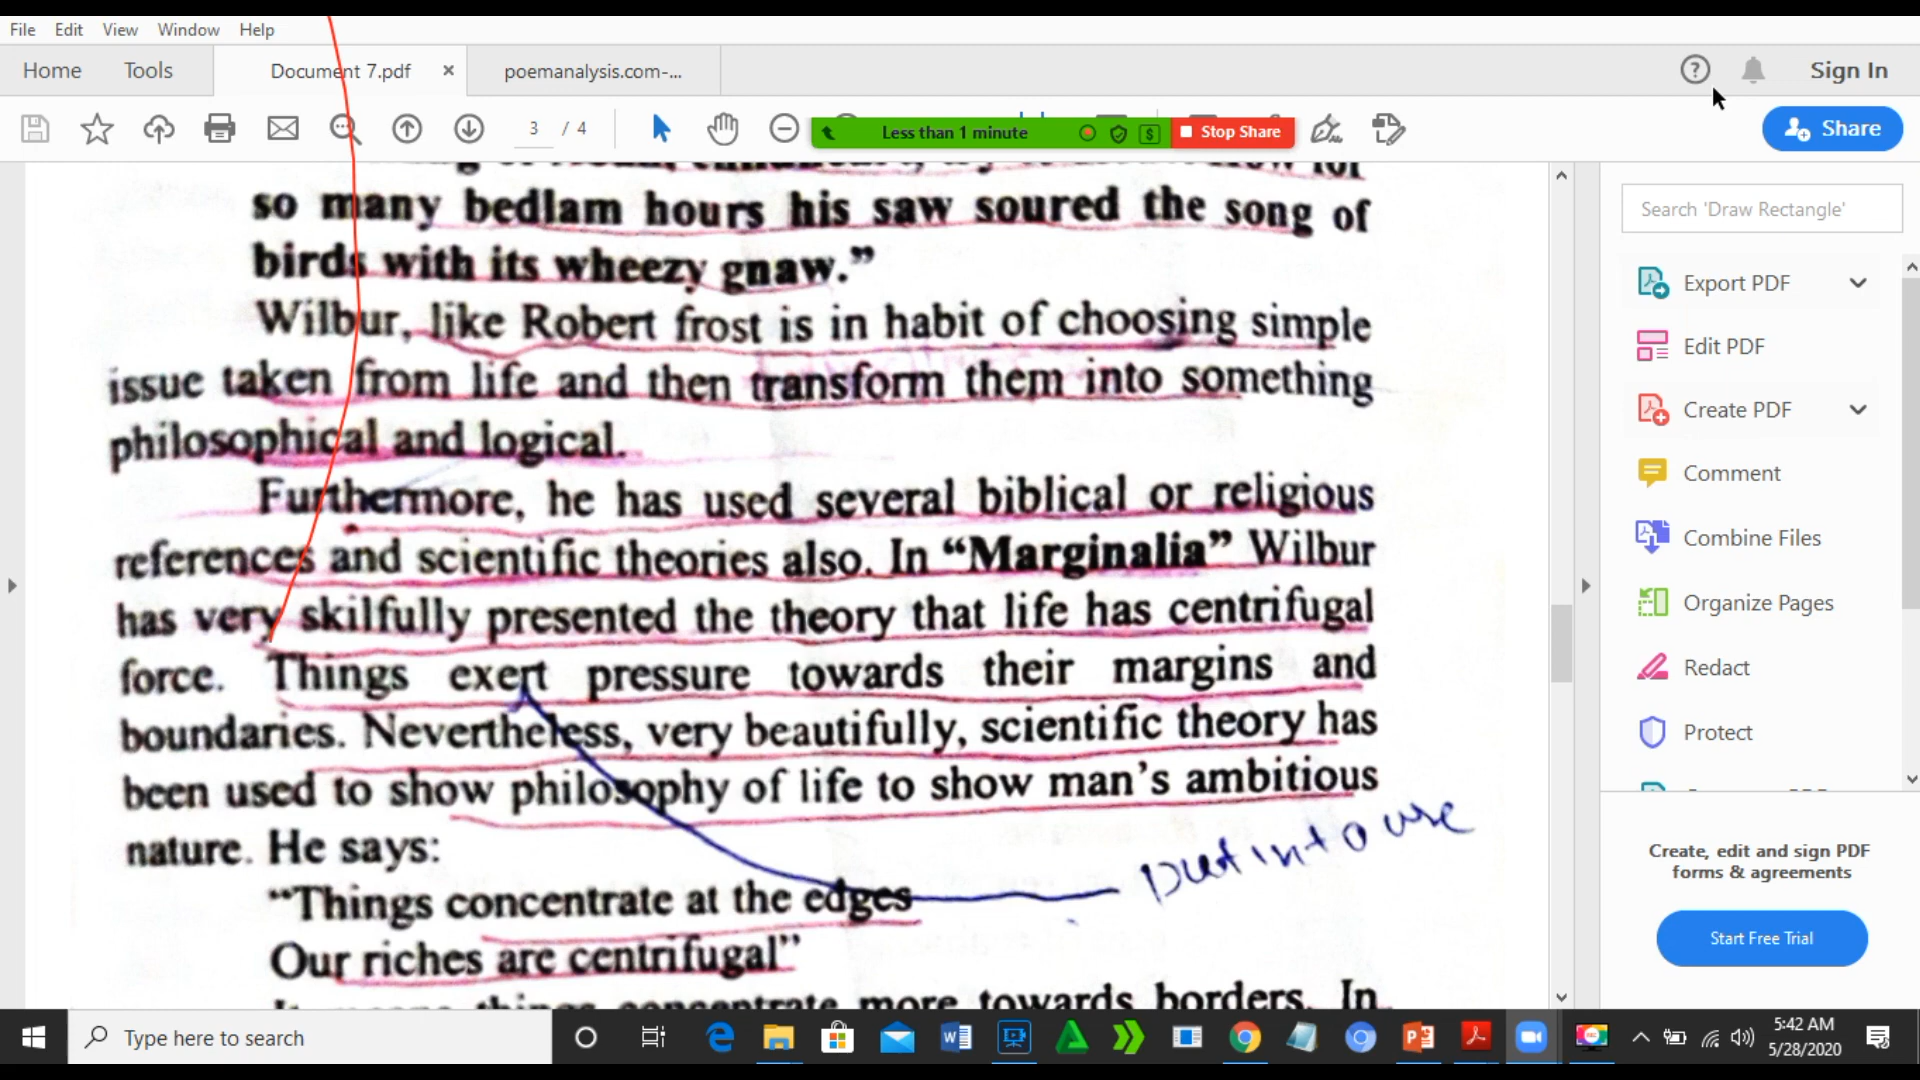 File Edit View Window Help
Home Tools Document 7.pdf × poemanalysis.com-... Sign In
3 / 4 Less than 1 minute Stop Share Share
so many bedlam hours his saw soured the song of
birds with its wheezy gnaw.”
Wilbur, like Robert frost is in habit of choosing simple
issue taken from life and then transform them into something
philosophical and logical.
Furthermore, he has used several biblical or religious
references and scientific theories also. In “Marginalia” Wilbur
has very skilfully presented the theory that life has centrifugal
force. Things exert pressure towards their margins and
boundaries. Nevertheless, very beautifully, scientific theory has
been used to show philosophy of life to show man's ambitious
nature. He says:
put into use
“Things concentrate at the edges
Our riches are centrifugal”
It means things concentrate more towards borders. In
Search 'Draw Rectangle'
Export PDF
Edit PDF
Create PDF
Comment
Combine Files
Organize Pages
Redact
Protect
Create, edit and sign PDF
forms & agreements
Start Free Trial
Type here to search
5:42 AM
5/28/2020